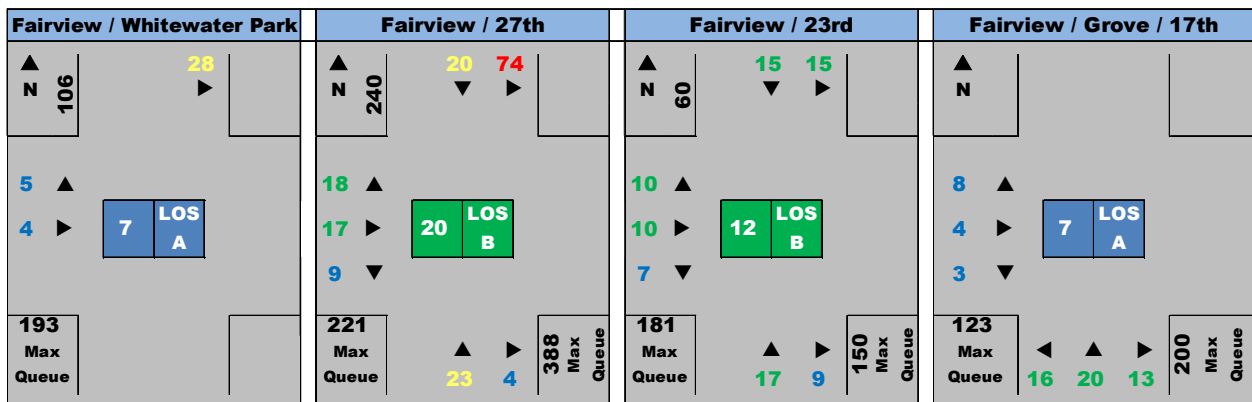 Fairview / Whitewater Park
28
N
106
5
4
7
LOS
A
193
Max
Queue
Fairview / 27th
20 74
N
240
18
17
9
20
LOS
B
221
Max
Queue
23 4
388
Max
Queue
Fairview / 23rd
15 15
N
60
10
10
7
12
LOS
B
181
Max
Queue
17 9
150
Max
Queue
Fairview / Grove / 17th
N
8
4
3
7
LOS
A
123
Max
Queue
16 20 13
200
Max
Queue